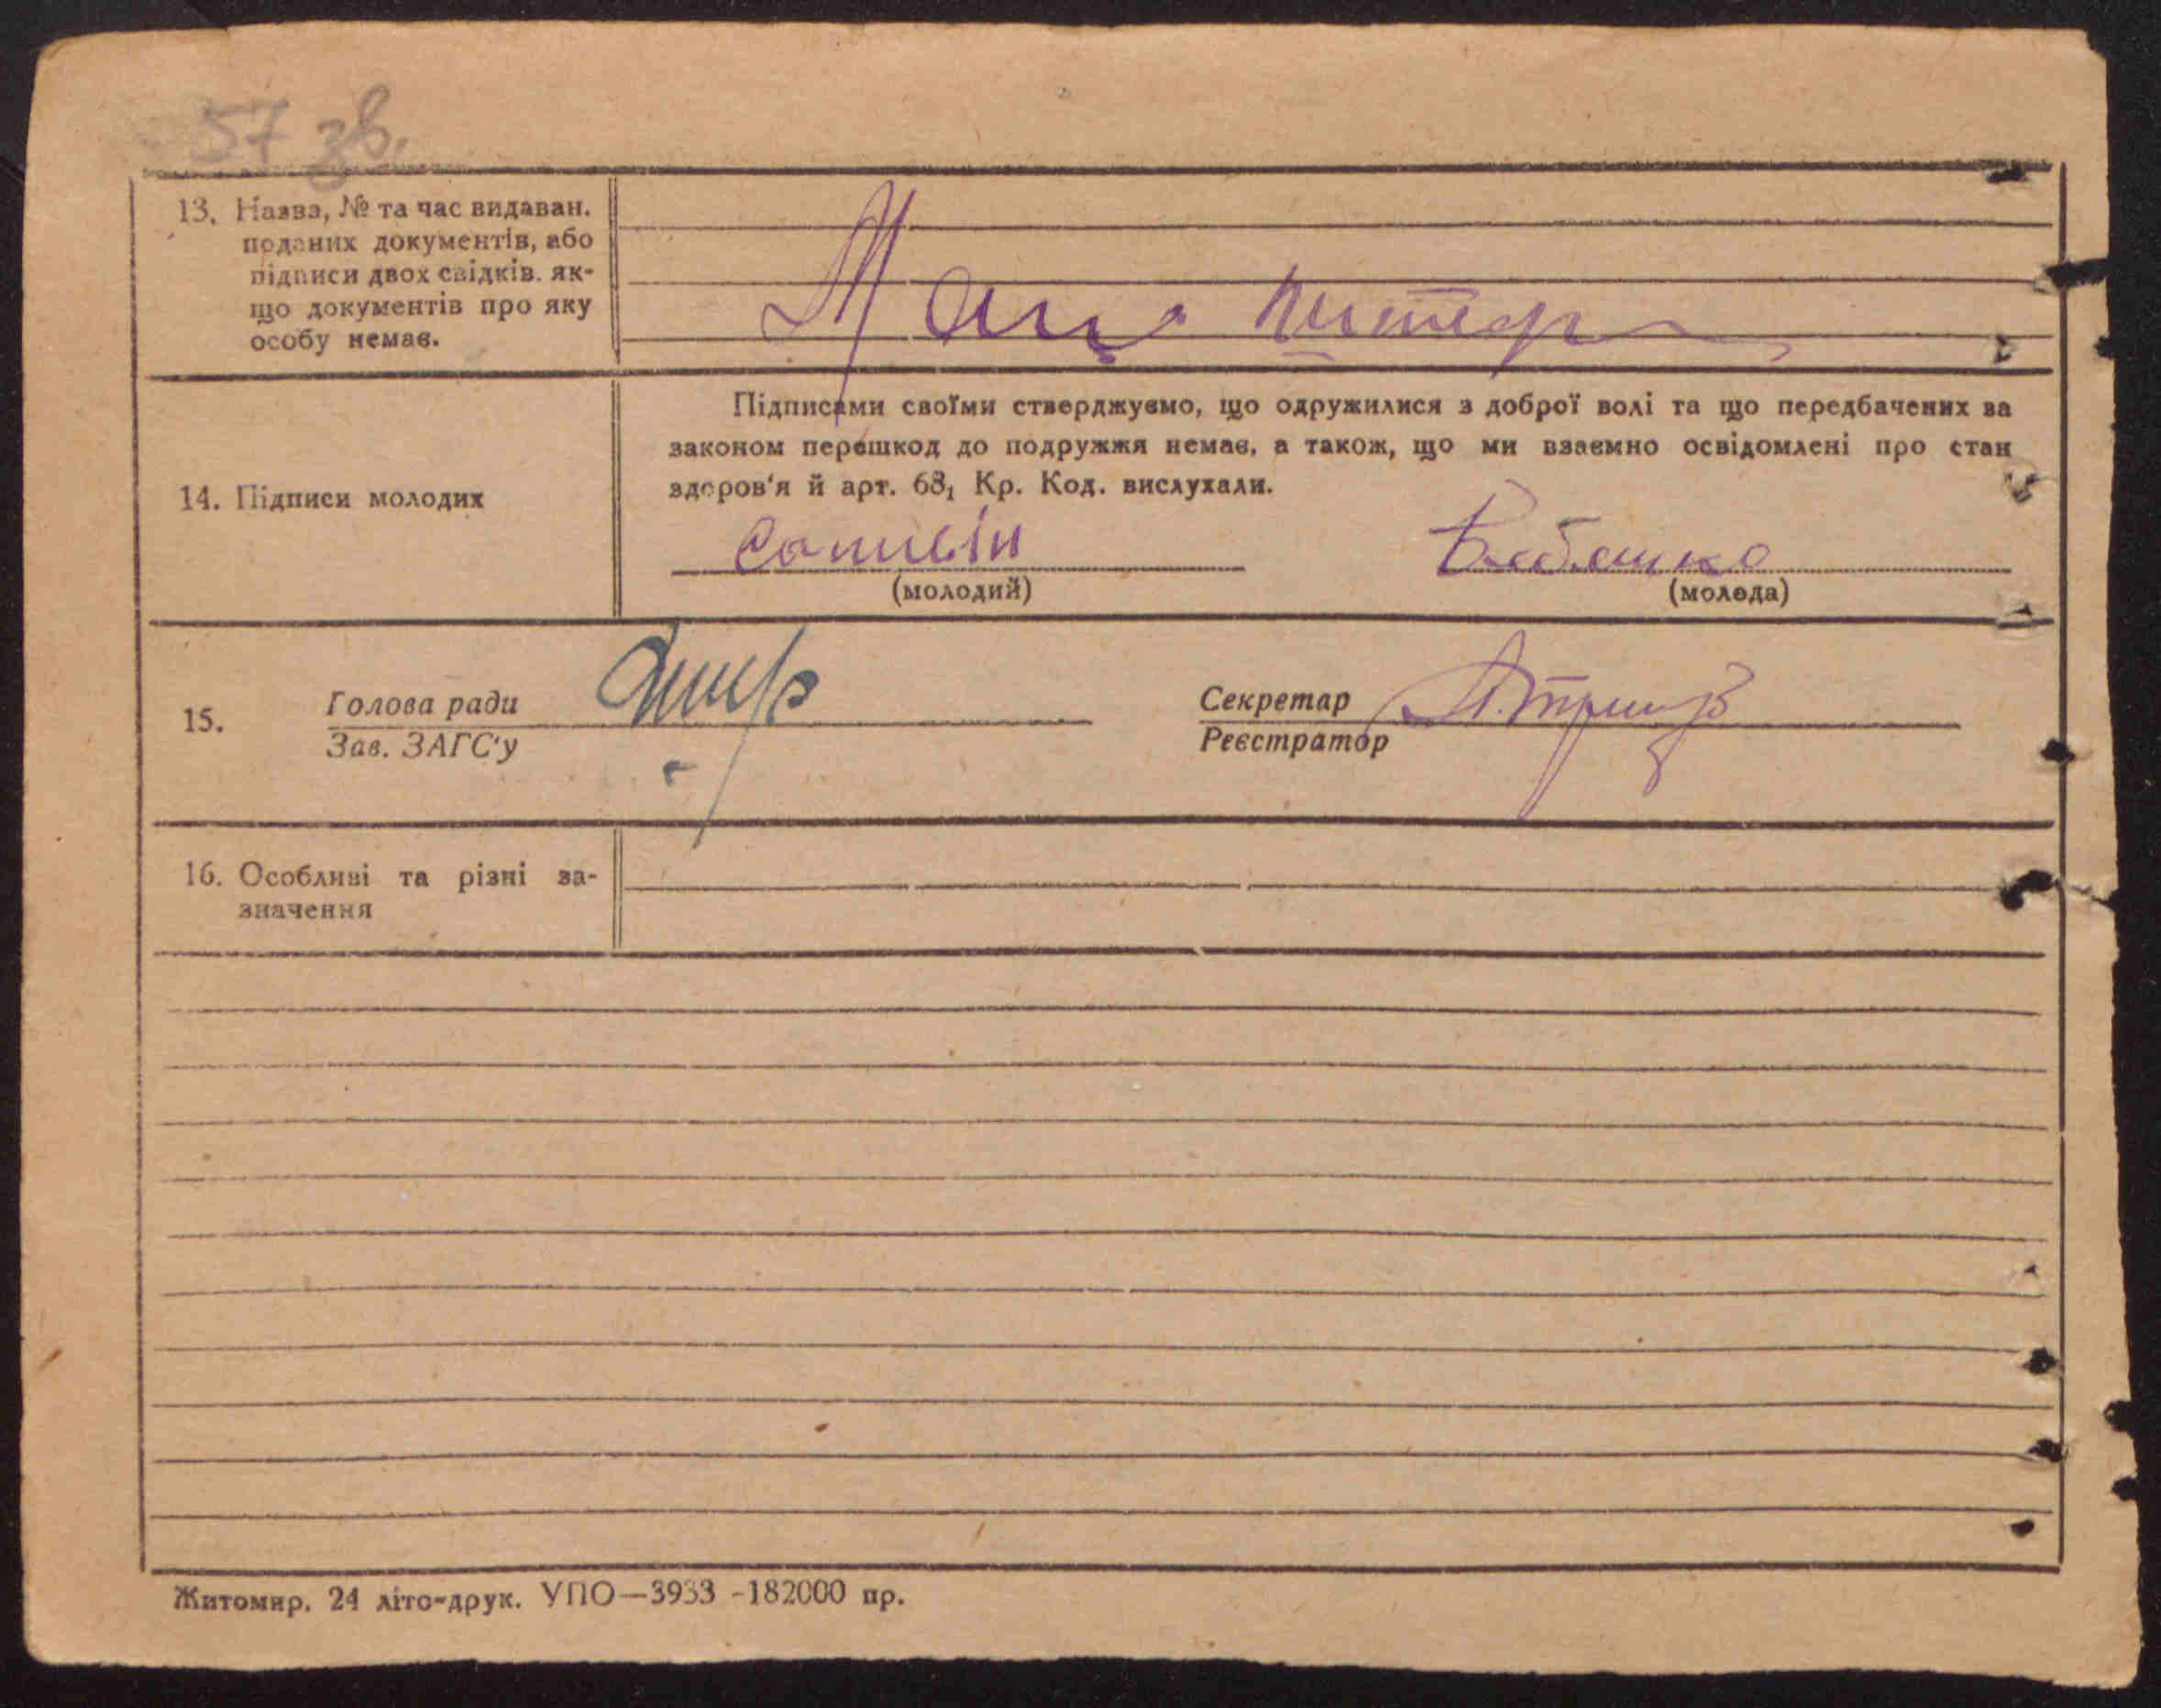 57 зв.
13. Назва, № та час видаван.
поданих документів, або
підписи двох свідків. як-
що документів про яку
особу немає.
14. Підписи молодих
Підписами своїми стверджуємо, що одружилися з доброї волі та що передбачених за
законом перешкод до подружжя немає, а також, що ми взаємно освідомлені про стан
здоров'я й арт. 68₁ Кр. Код. вислухали.
(молодий) (молода)
15. Голова ради Секретар
Зав. ЗАГС'у Реєстратор
16. Особливі та різні за-
значення
Житомир. 24 літо-друк. УПО—3933 -182000 пр.